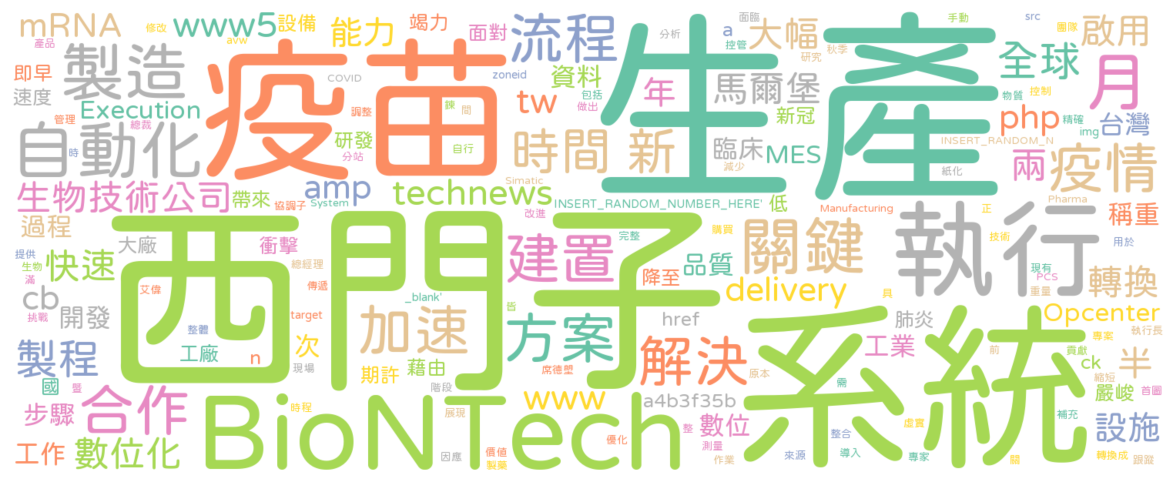 mRNA
www5
設備
能力
竭力
面對
流程
生產
大幅
啟用
修改
產品
avw
即早
速度
製造
疫苗
COVID
zoneid
資料
分析
包括
做出
年
馬爾堡
a
控管
面臨
秋季
研究
手動
src
團隊
全球
月
物質
控制
Execution
管理
總裁
調整
鍊
間
tw
新冠
php
精確
img
台灣
自動化
時
分站
研發
自行
時間
新
臨床
MES
減少
INSERT_RANDOM_N
紙化
兩
疫情
生物技術公司
帶來
amp
協調子
System
technews
Simatic
改進
INSERT_RANDOM_NUMBER_HERE'
低
Manufacturing
正
Pharma
稱重
過程
大廠
衝擊
西門子
建置
完整
購買
關鍵
執行
技術
用於
提供
生物
滿
快速
總經理
傳遞
降至
品質
現有
PCS
轉換
cb
挑戰
開發
艾偉
_blank'
target
加速
皆
delivery
員
重量
Opcenter
製程
工廠
整體
n
現場
次
方案
href
解決
肺炎
系統
工業
前
專案
執行長
貢獻
ck
半
國
盟
期許
藉由
席德塱
原本
需
縮短
嚴峻
首圖
步驟
合作
BioNTech
時程
階段
展現
www
a4b3f35b
數位
虛實
補充
設施
工作
數位化
因應
價值
製藥
優化
整
測量
作業
整合
來源
導入
專家
關
轉換成
跟蹤